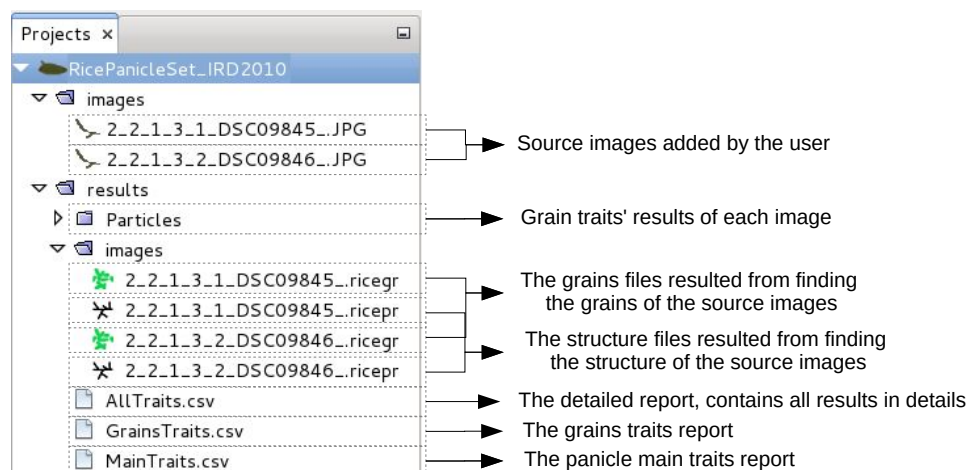 Projects ×
RicePanicleSet_IRD2010
images
2_2_1_3_1_DSC09845_.JPG
2_2_1_3_2_DSC09846_.JPG
Source images added by the user
results
Particles
Grain traits' results of each image
images
2_2_1_3_1_DSC09845_.ricegr
2_2_1_3_1_DSC09845_.ricepr
2_2_1_3_2_DSC09846_.ricegr
2_2_1_3_2_DSC09846_.ricepr
The grains files resulted from finding
the grains of the source images
The structure files resulted from finding
the structure of the source images
AllTraits.csv
The detailed report, contains all results in details
GrainsTraits.csv
The grains traits report
MainTraits.csv
The panicle main traits report